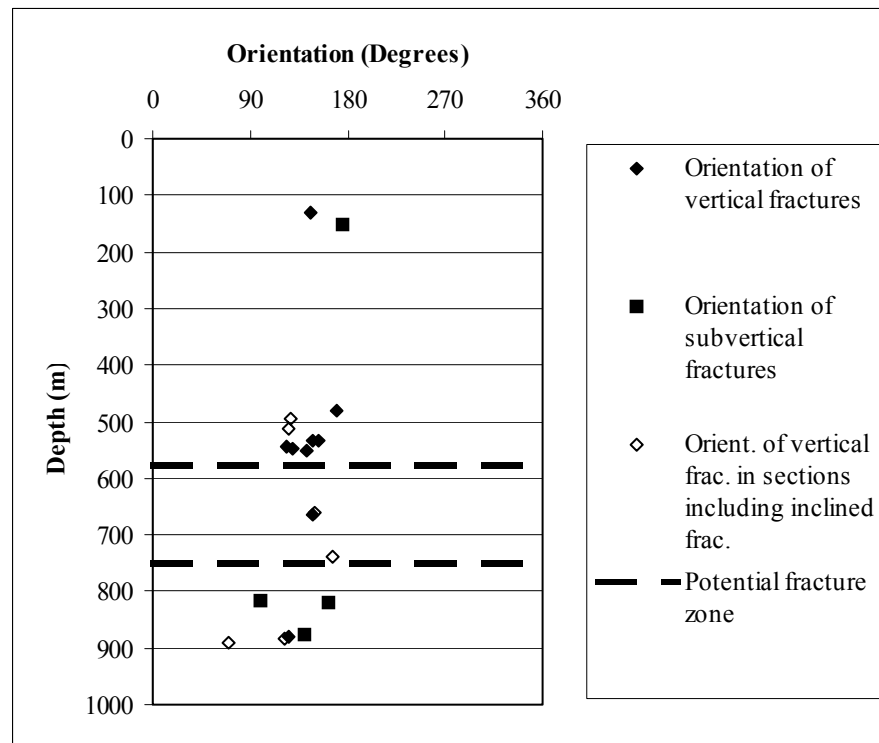 Orientation (Degrees)
0 90 180 270 360
Depth (m)
0
100
200
300
400
500
600
700
800
900
1000
Orientation of
vertical fractures
Orientation of
subvertical
fractures
Orient. of vertical
frac. in sections
including inclined
frac.
Potential fracture
zone